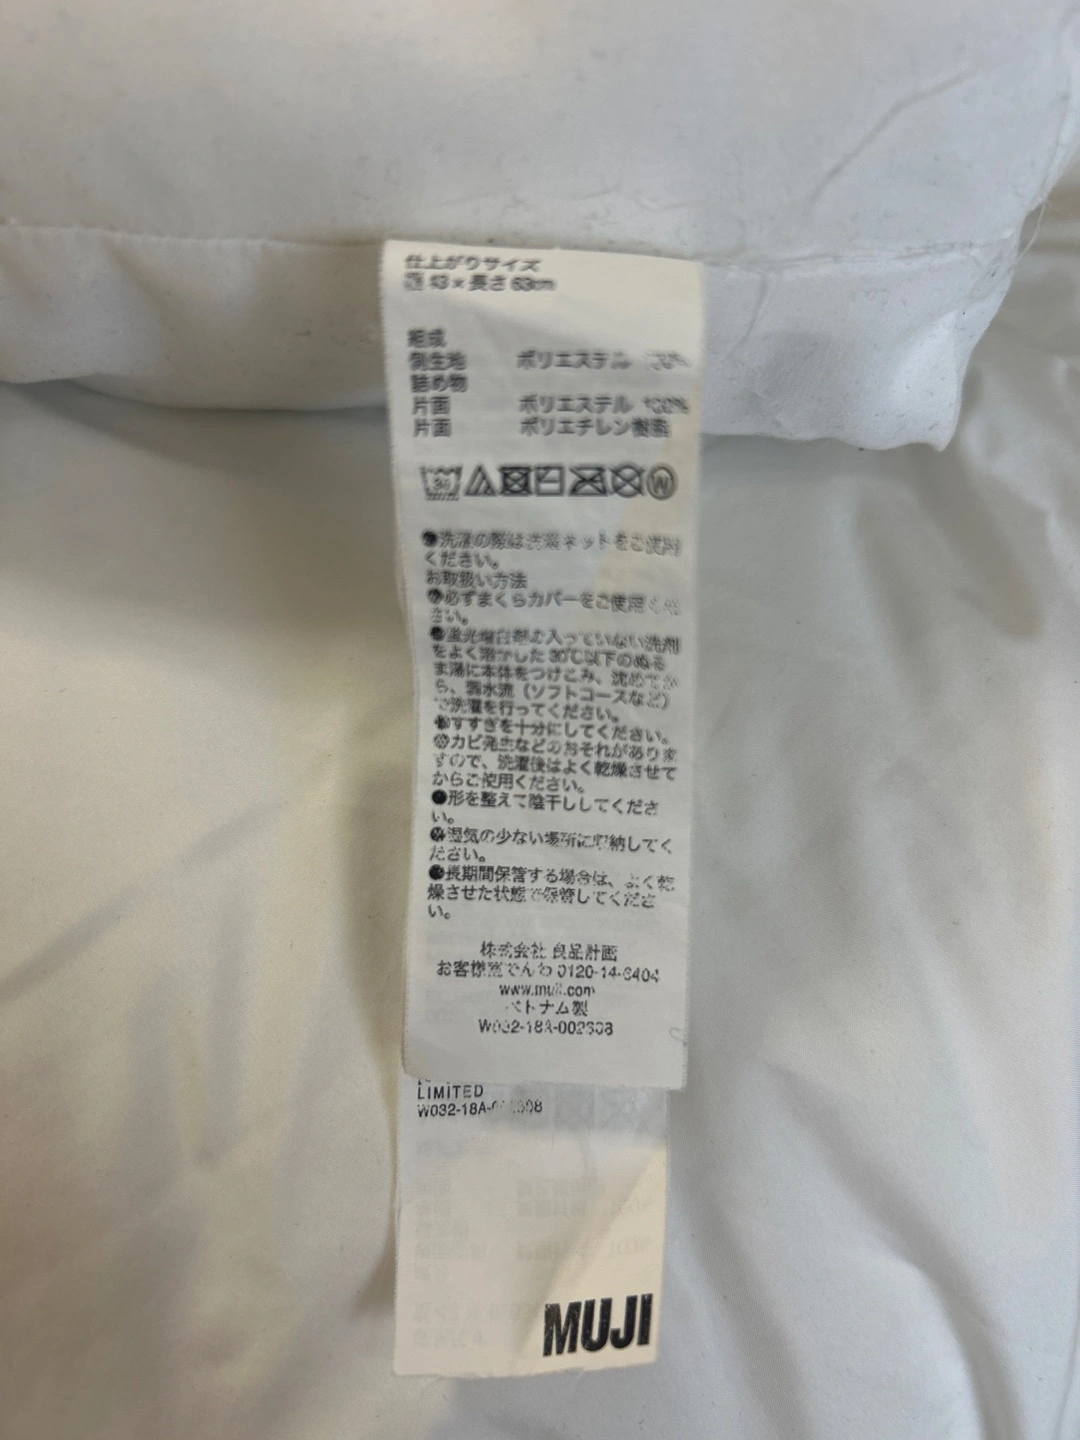 仕上がりサイズ
43×長さ63cm
組成
側生地 ポリエステル 100%
詰め物
片面 ポリエステル 100%
片面 ポリエチレン樹脂
30 W
●洗濯の際は洗濯ネットをご使用
ください。
お取扱い方法
●必ずまくらカバーをご使用くだ
さい。
●蛍光増白剤の入っていない洗剤
をよく溶かした30℃以下のぬる
ま湯に本体をつけこみ、沈めてか
ら、弱水流（ソフトコースなど）
で洗濯を行ってください。
●すすぎを十分にしてください。
●カビ発生などのおそれがありま
すので、洗濯後はよく乾燥させて
からご使用ください。
●形を整えて陰干ししてくださ
い。
●湿気の少ない場所に収納してく
ださい。
●長期間保管する場合は、よく乾
燥させた状態で保管してくださ
い。
株式会社 良品計画
お客様室でんわ 0120-14-6404
www.muji.com
ベトナム製
W032-18A-002608
LIMITED
W032-18A-
MUJI